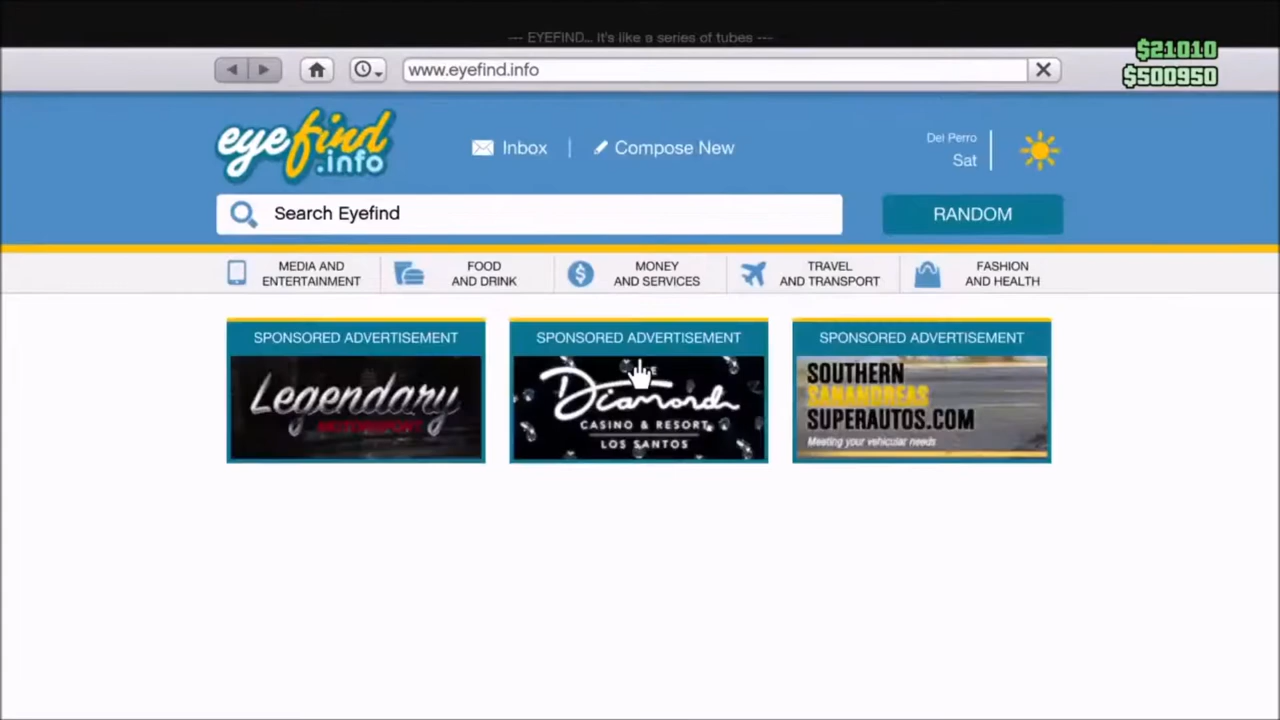 --- EYEFIND... It's like a series of tubes ---
$21010
$500950
www.eyefind.info
eyefind
.info
Inbox
Compose New
Del Perro
Sat
Search Eyefind
RANDOM
MEDIA AND
ENTERTAINMENT
FOOD
AND DRINK
MONEY
AND SERVICES
TRAVEL
AND TRANSPORT
FASHION
AND HEALTH
SPONSORED ADVERTISEMENT
Legendary
MOTORSPORT
SPONSORED ADVERTISEMENT
Diamond
CASINO & RESORT
LOS SANTOS
SPONSORED ADVERTISEMENT
SOUTHERN
SANANDREAS
SUPERAUTOS.COM
Meeting your vehicular needs